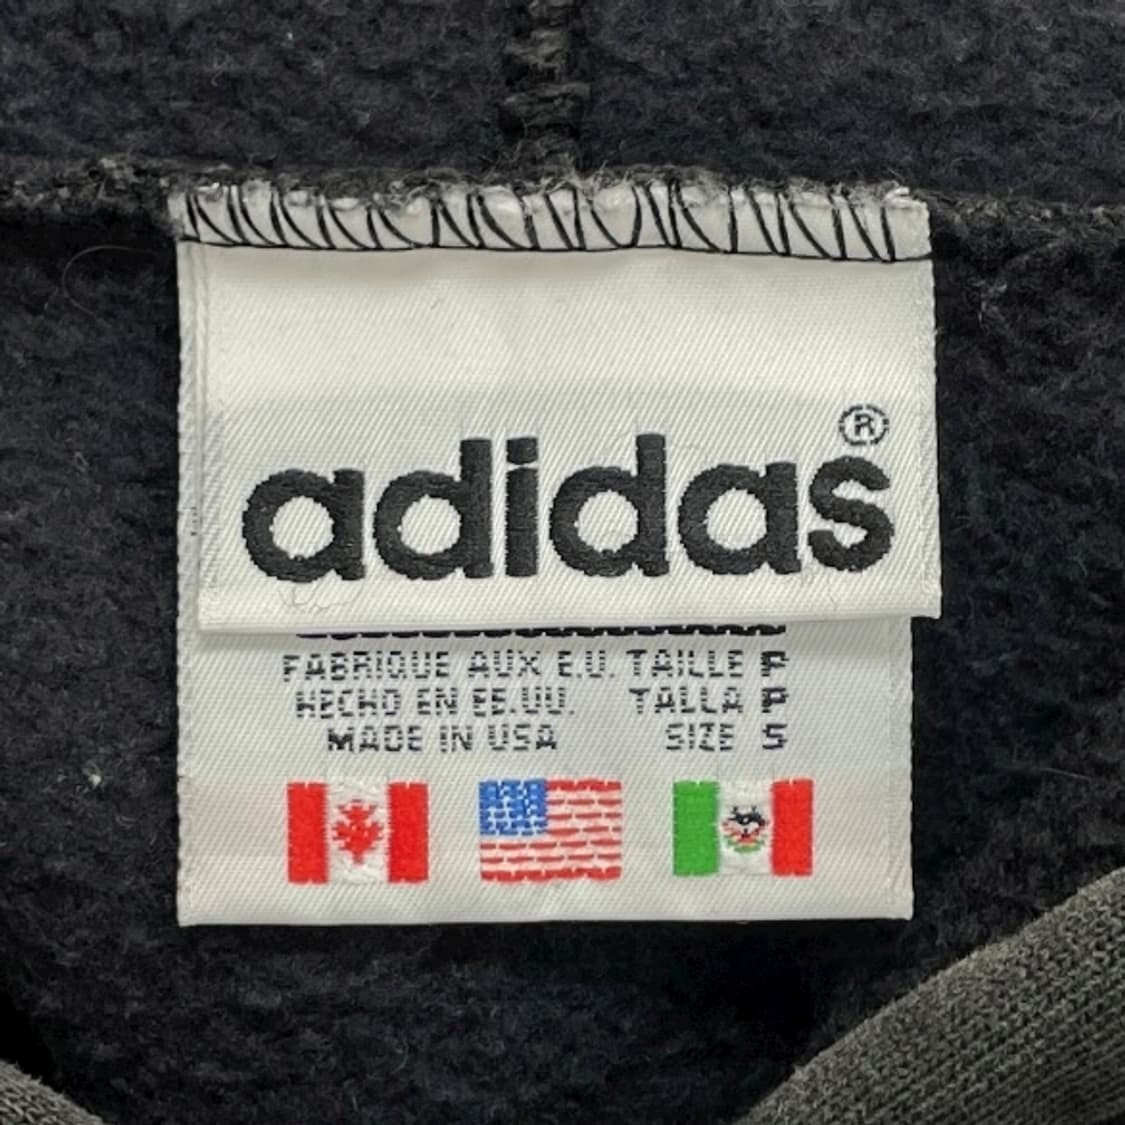 adidas®
FABRIQUE AUX E.U. TAILLE P
HECHO EN EE.UU. TALLA P
MADE IN USA SIZE S